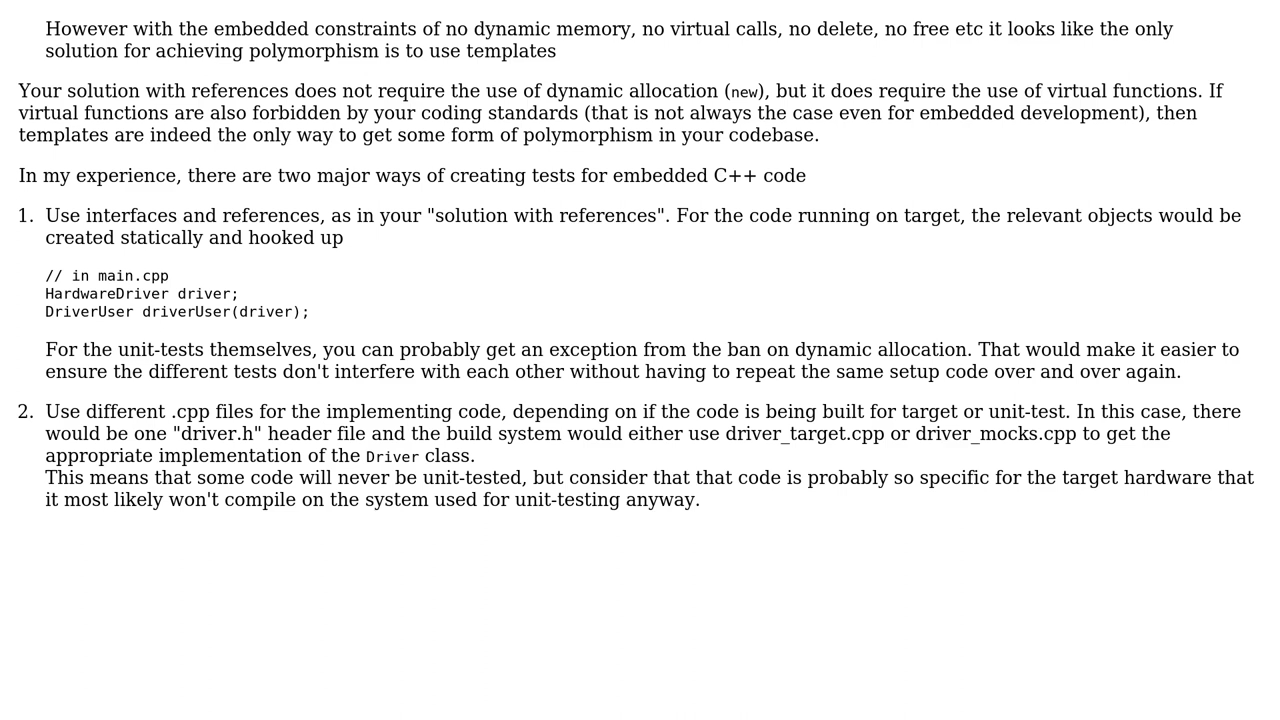 However with the embedded constraints of no dynamic memory, no virtual calls, no delete, no free etc it looks like the only
solution for achieving polymorphism is to use templates
Your solution with references does not require the use of dynamic allocation (new), but it does require the use of virtual functions. If
virtual functions are also forbidden by your coding standards (that is not always the case even for embedded development), then
templates are indeed the only way to get some form of polymorphism in your codebase.
In my experience, there are two major ways of creating tests for embedded C++ code
1. Use interfaces and references, as in your "solution with references". For the code running on target, the relevant objects would be
created statically and hooked up
// in main.cpp
HardwareDriver driver;
DriverUser driverUser(driver);
For the unit-tests themselves, you can probably get an exception from the ban on dynamic allocation. That would make it easier to
ensure the different tests don't interfere with each other without having to repeat the same setup code over and over again.
2. Use different .cpp files for the implementing code, depending on if the code is being built for target or unit-test. In this case, there
would be one "driver.h" header file and the build system would either use driver_target.cpp or driver_mocks.cpp to get the
appropriate implementation of the Driver class.
This means that some code will never be unit-tested, but consider that that code is probably so specific for the target hardware that
it most likely won't compile on the system used for unit-testing anyway.